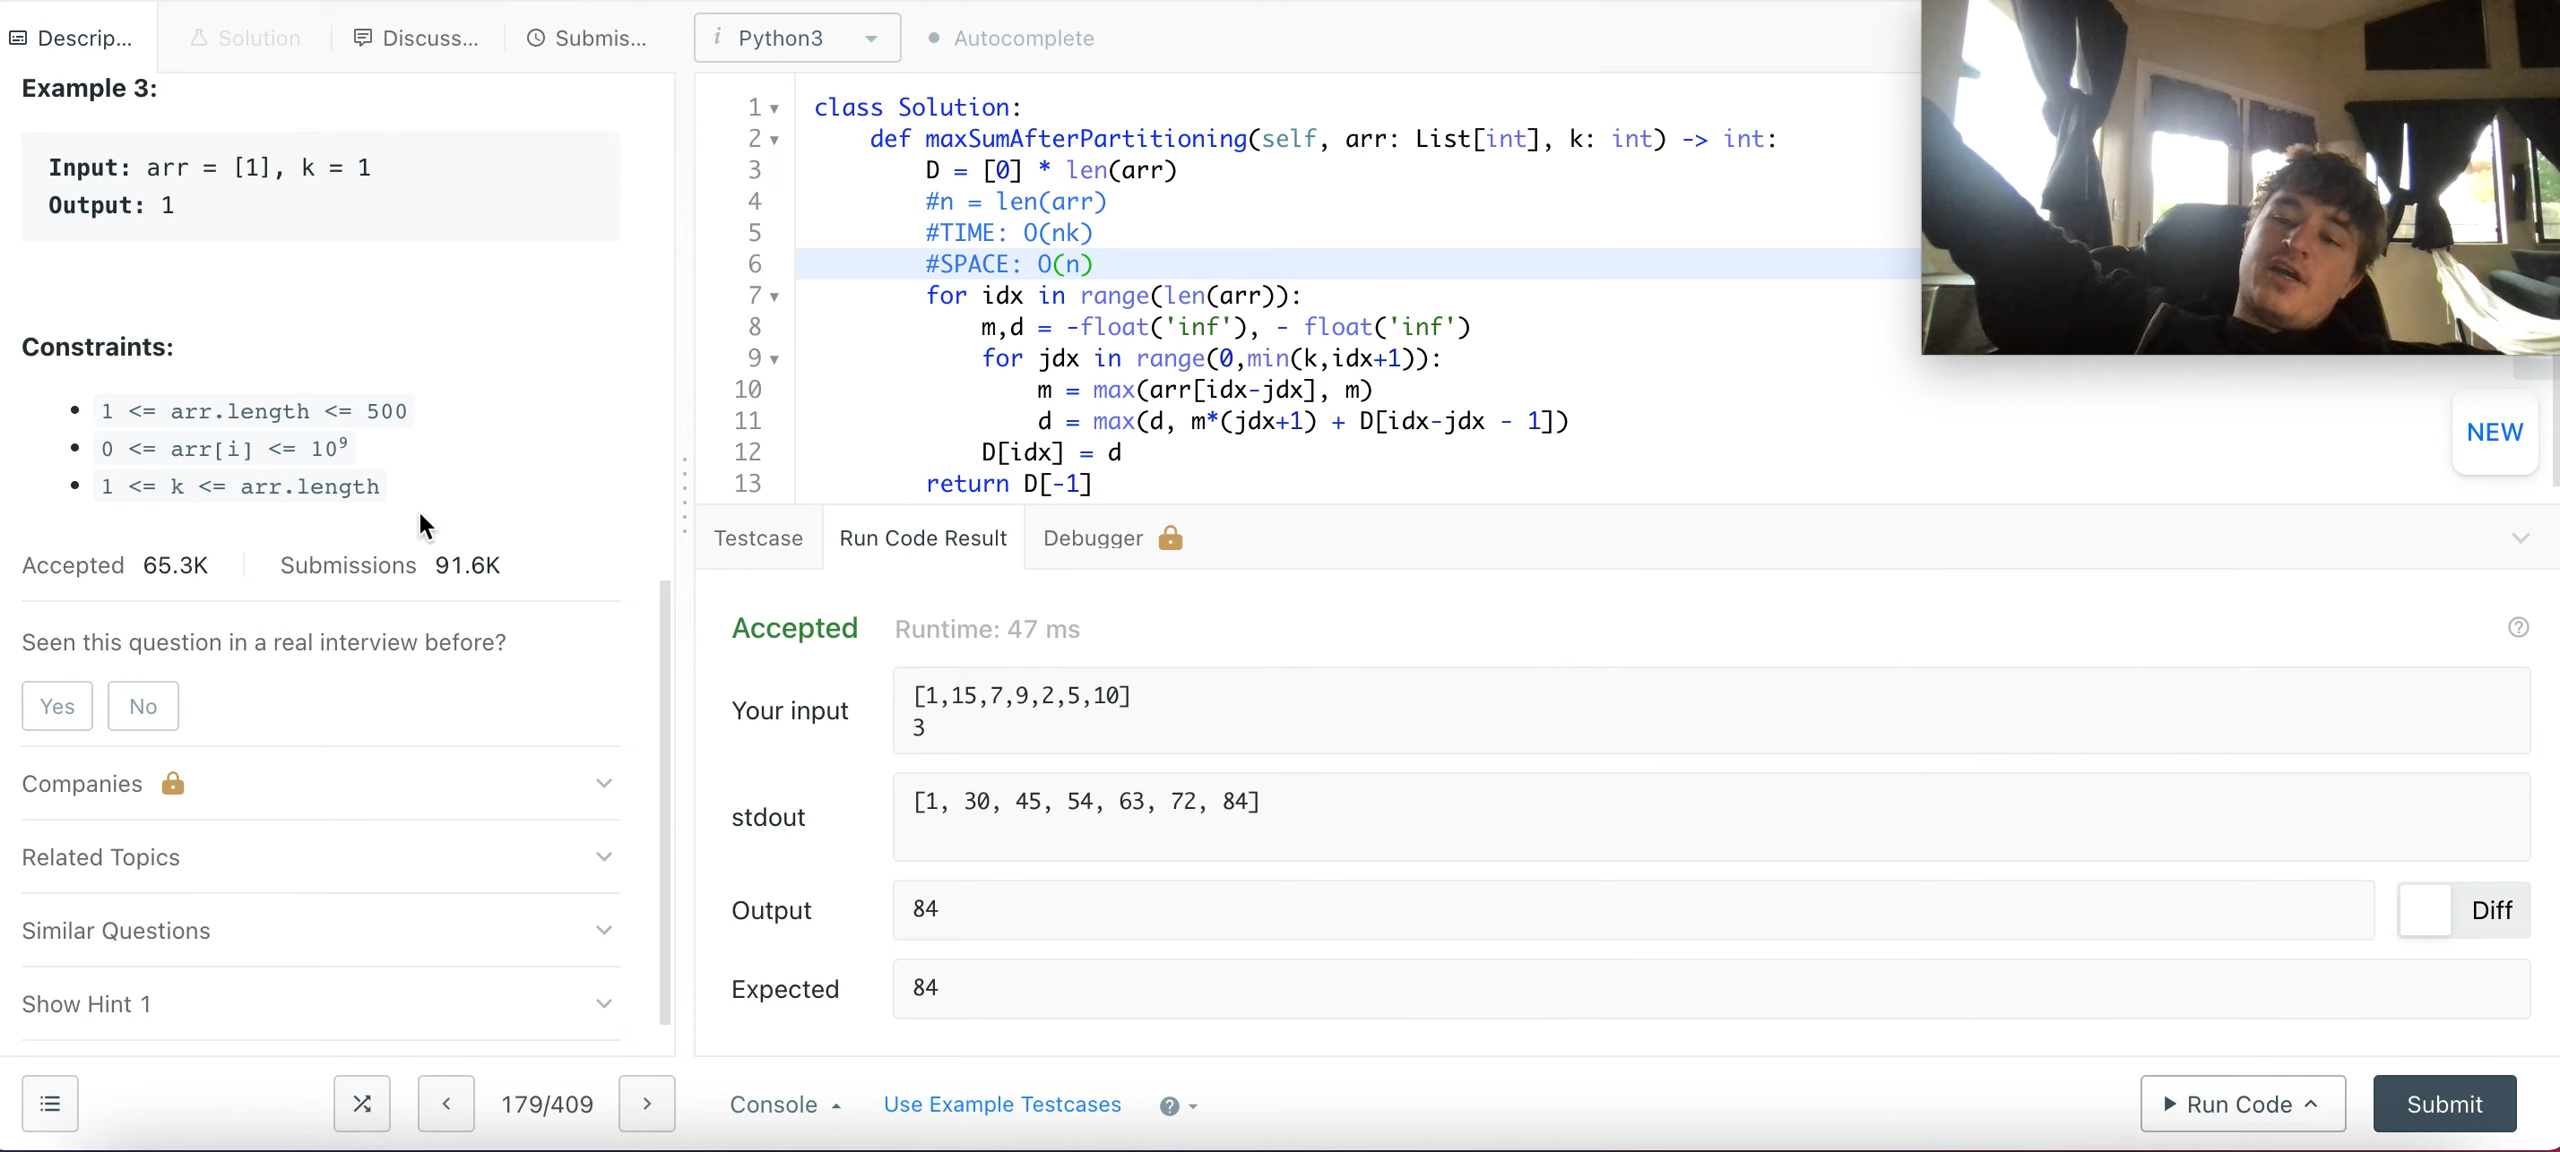 Descrip...
Solution
Discuss...
Submis...
i Python3
Autocomplete
Example 3:
Input: arr = [1], k = 1
Output: 1
Constraints:
1 <= arr.length <= 500
0 <= arr[i] <= 10⁹
1 <= k <= arr.length
Accepted 65.3K
Submissions 91.6K
Seen this question in a real interview before?
Yes
No
Companies
Related Topics
Similar Questions
Show Hint 1
179/409
1 class Solution:
2 def maxSumAfterPartitioning(self, arr: List[int], k: int) -> int:
3 D = [0] * len(arr)
4 #n = len(arr)
5 #TIME: O(nk)
6 #SPACE: O(n)
7 for idx in range(len(arr)):
8 m,d = -float('inf'), - float('inf')
9 for jdx in range(0,min(k,idx+1)):
10 m = max(arr[idx-jdx], m)
11 d = max(d, m*(jdx+1) + D[idx-jdx - 1])
12 D[idx] = d
13 return D[-1]
NEW
Testcase
Run Code Result
Debugger
Accepted
Runtime: 47 ms
Your input
[1,15,7,9,2,5,10]
3
stdout
[1, 30, 45, 54, 63, 72, 84]
Output
84
Diff
Expected
84
Console
Use Example Testcases
?
Run Code
Submit